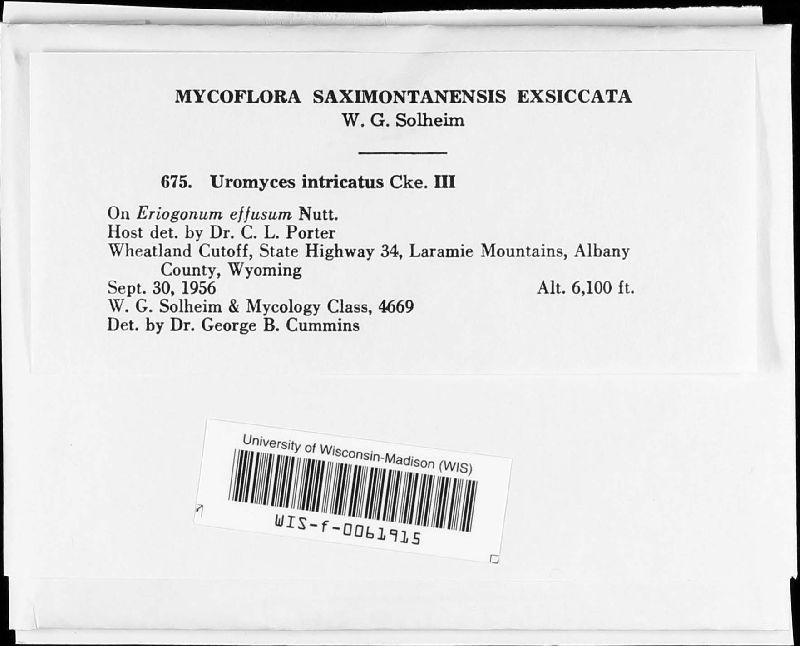 MYCOFLORA SAXIMONTANENSIS EXSICCATA
W. G. Solheim
675. Uromyces intricatus Cke. III
On Eriogonum effusum Nutt.
Host det. by Dr. C. L. Porter
Wheatland Cutoff, State Highway 34, Laramie Mountains, Albany
County, Wyoming
Sept. 30, 1956 Alt. 6,100 ft.
W. G. Solheim & Mycology Class, 4669
Det. by Dr. George B. Cummins
University of Wisconsin-Madison (WIS)
WIS-f-0061915